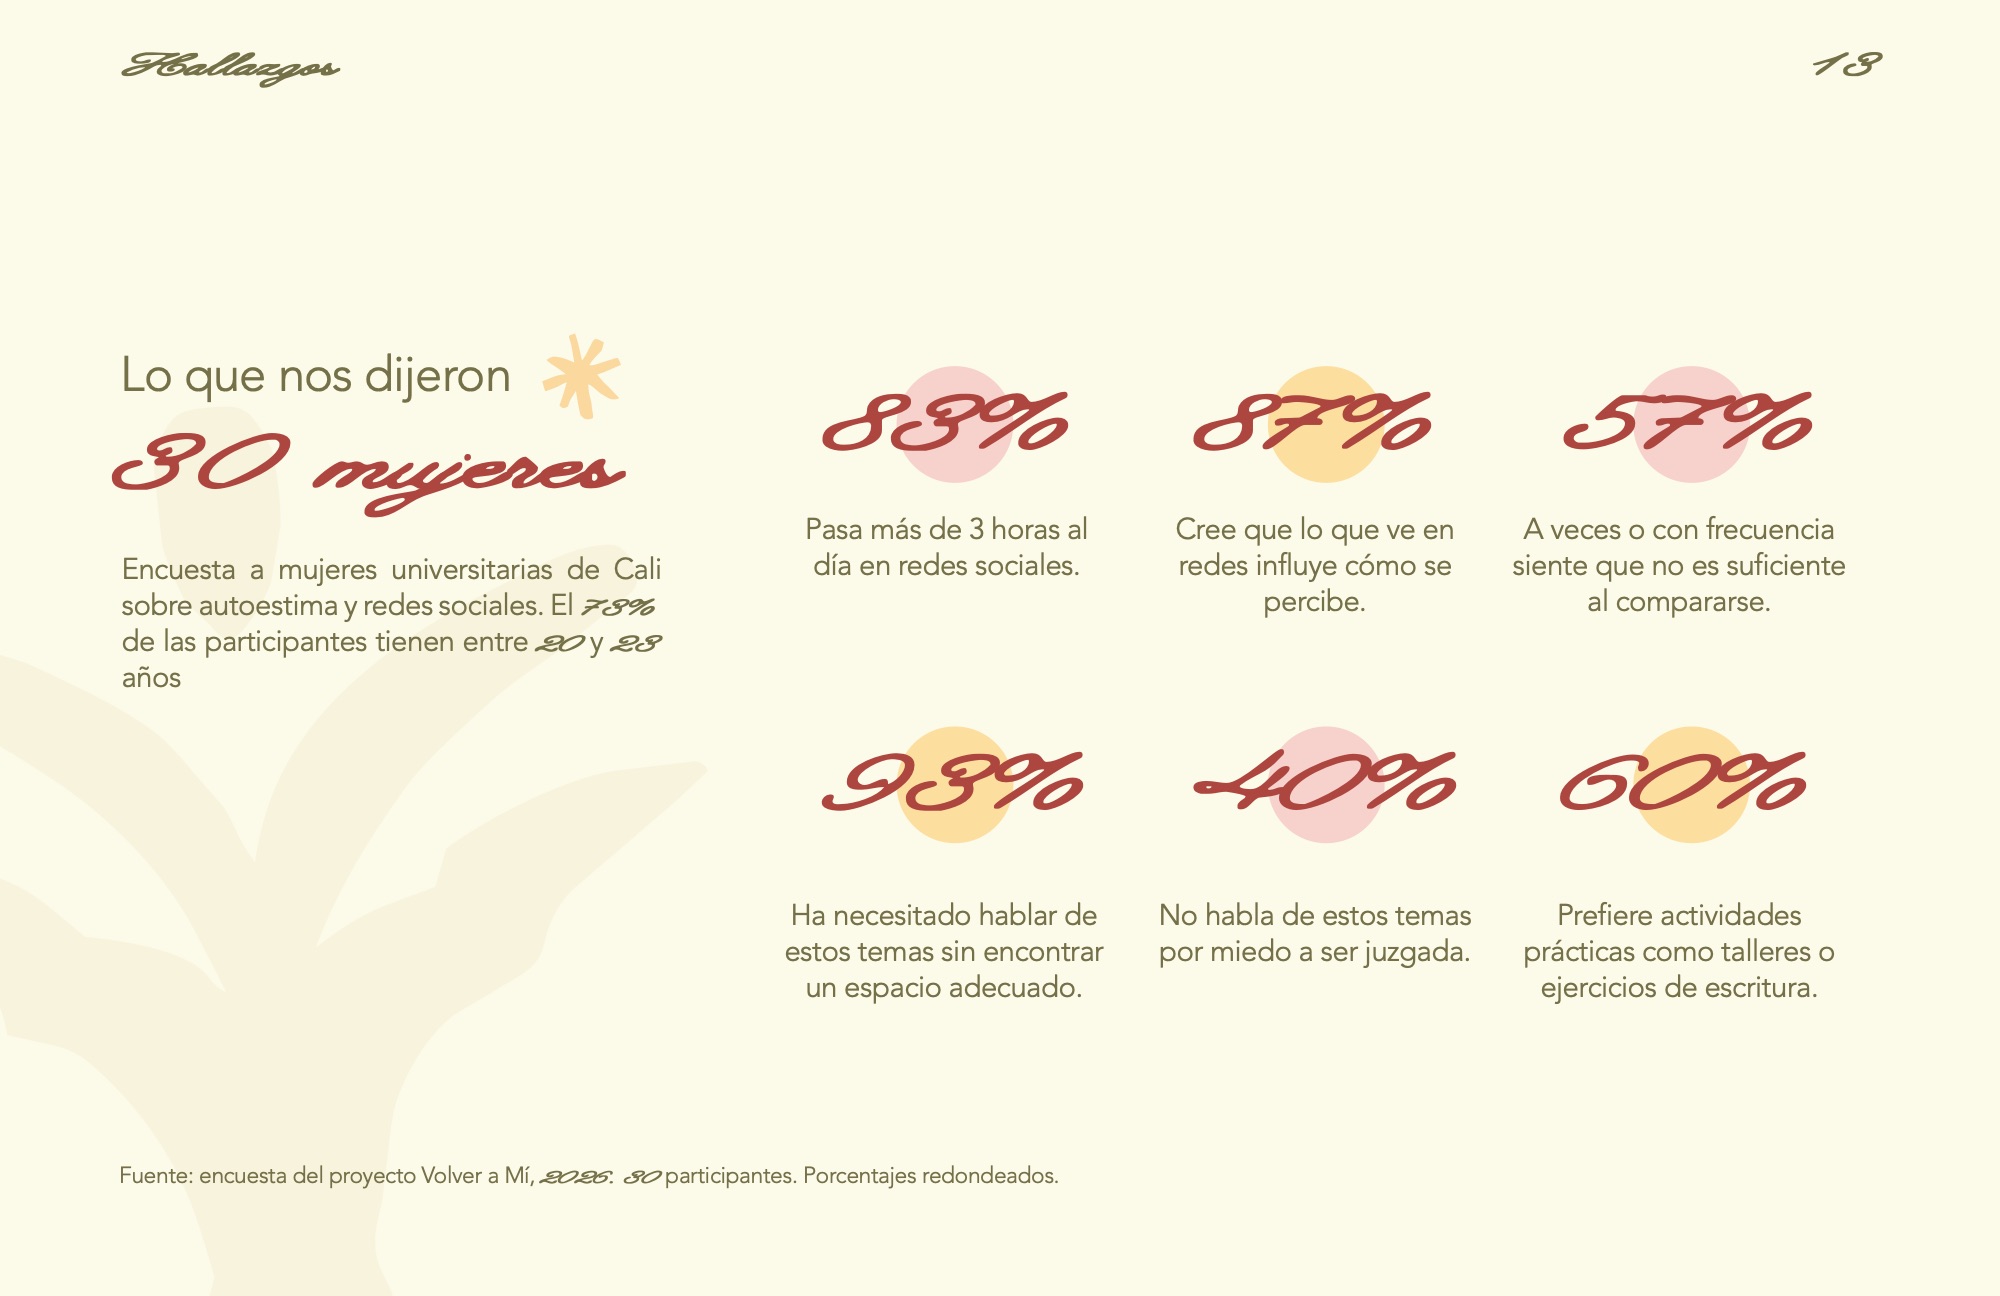 Hallazgos
13
Lo que nos dijeron
30 mujeres
Encuesta a mujeres universitarias de Cali
sobre autoestima y redes sociales. El 73%
de las participantes tienen entre 20 y 23
años
83%
Pasa más de 3 horas al
día en redes sociales.
87%
Cree que lo que ve en
redes influye cómo se
percibe.
57%
A veces o con frecuencia
siente que no es suficiente
al compararse.
93%
Ha necesitado hablar de
estos temas sin encontrar
un espacio adecuado.
40%
No habla de estos temas
por miedo a ser juzgada.
60%
Prefiere actividades
prácticas como talleres o
ejercicios de escritura.
Fuente: encuesta del proyecto Volver a Mí, 2026. 30 participantes. Porcentajes redondeados.